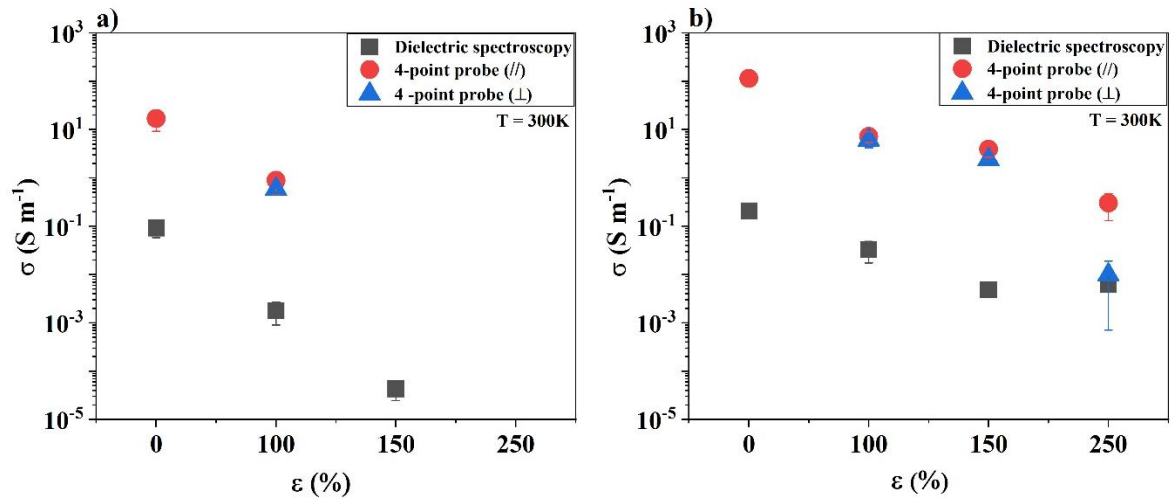 a)
10³
10¹
10⁻¹
10⁻³
10⁻⁵
σ (S m⁻¹)
Dielectric spectroscopy
4-point probe (//)
4 -point probe (⊥)
T = 300K
0 100 150 250
ε (%)
b)
10³
10¹
10⁻¹
10⁻³
10⁻⁵
σ (S m⁻¹)
Dielectric spectroscopy
4-point probe (//)
4-point probe (⊥)
T = 300K
0 100 150 250
ε (%)